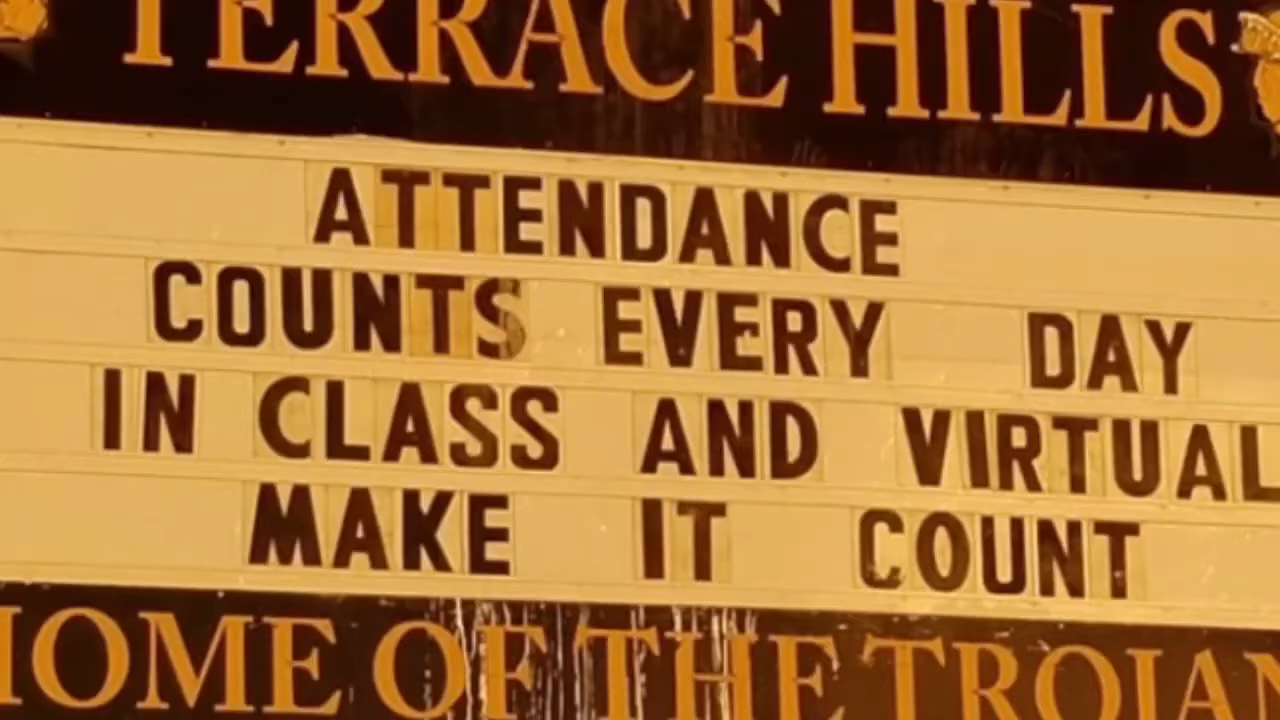 TERRACE HILLS
ATTENDANCE
COUNTS EVERY DAY
IN CLASS AND VIRTUAL
MAKE IT COUNT
HOME OF THE TROJAN